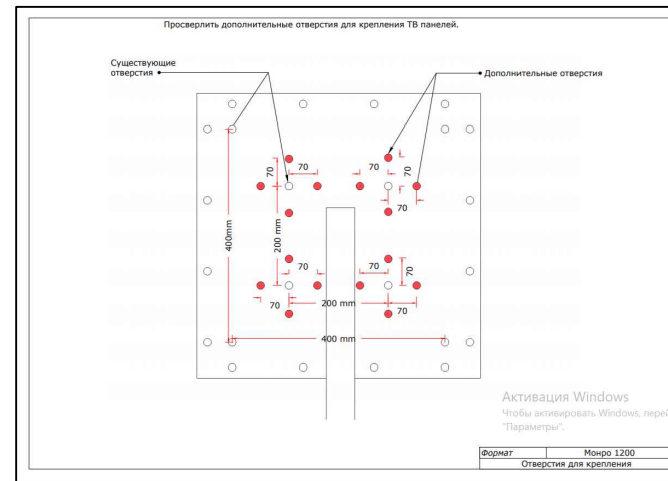 Просверлить дополнительные отверстия для крепления ТВ панелей.
Существующие
отверстия
Дополнительные отверстия
70
70
70
70
70
400mm
200 mm
70
70
70
200 mm
70
70
400 mm
Активация Windows
Чтобы активировать Windows, перей
"Параметры".
Формат Монро 1200
Отверстия для крепления